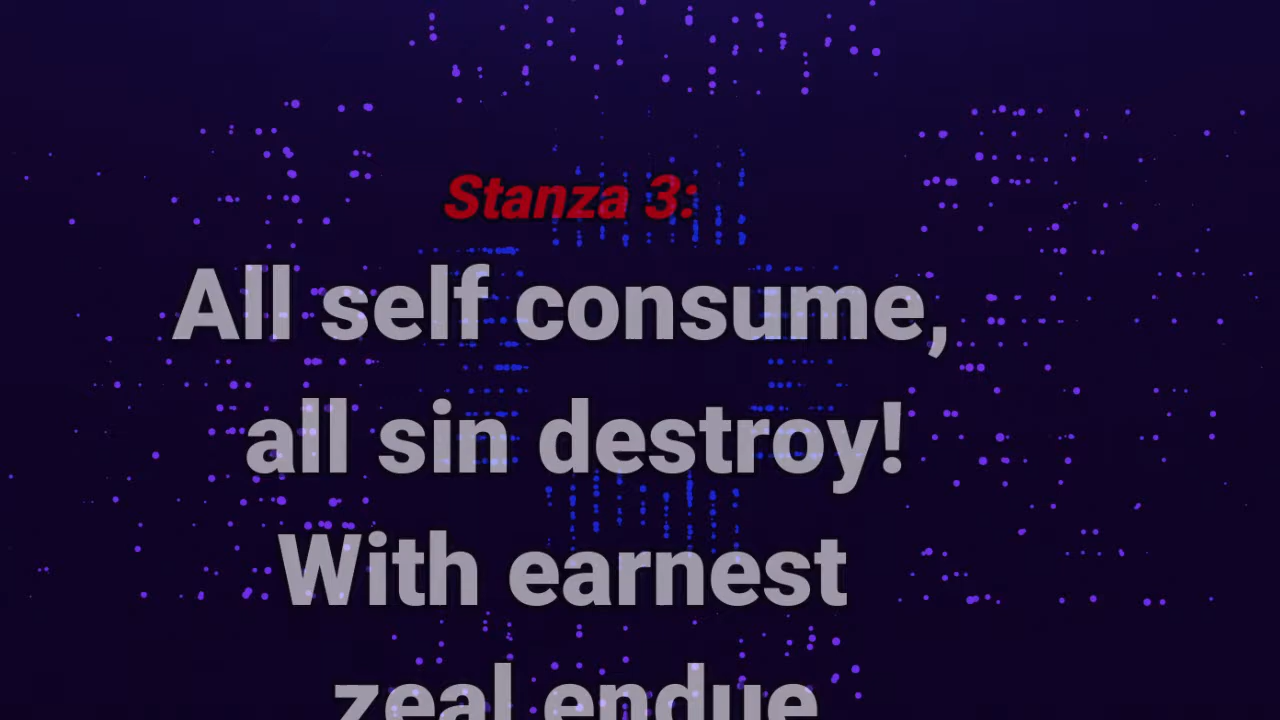 Stanza 3:
All self consume,
all sin destroy!
With earnest
zeal endue